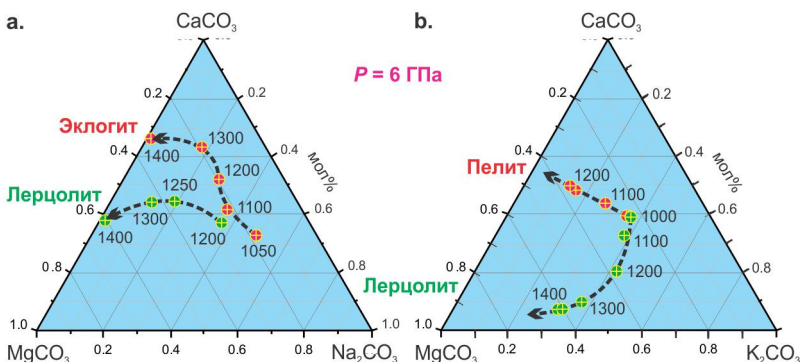 a.
CaCO₃
b.
CaCO₃
P = 6 ГПа
0.2
0.2
0.2
0.2
Эклогит
1300
1400
0.4
0.4
мол%
1200
Пелит
1200
0.4
0.4
мол%
Лерцолит
1250
1100
1100
1000
0.6
1300
0.6
0.6
0.6
1400
1200
1050
1100
0.8
0.8
Лерцолит
1200
0.8
0.8
1400
1300
1.0
1.0
1.0
MgCO₃
0.2
0.4
0.6
Na₂CO₃
MgCO₃
0.2
0.4
0.6
K₂CO₃